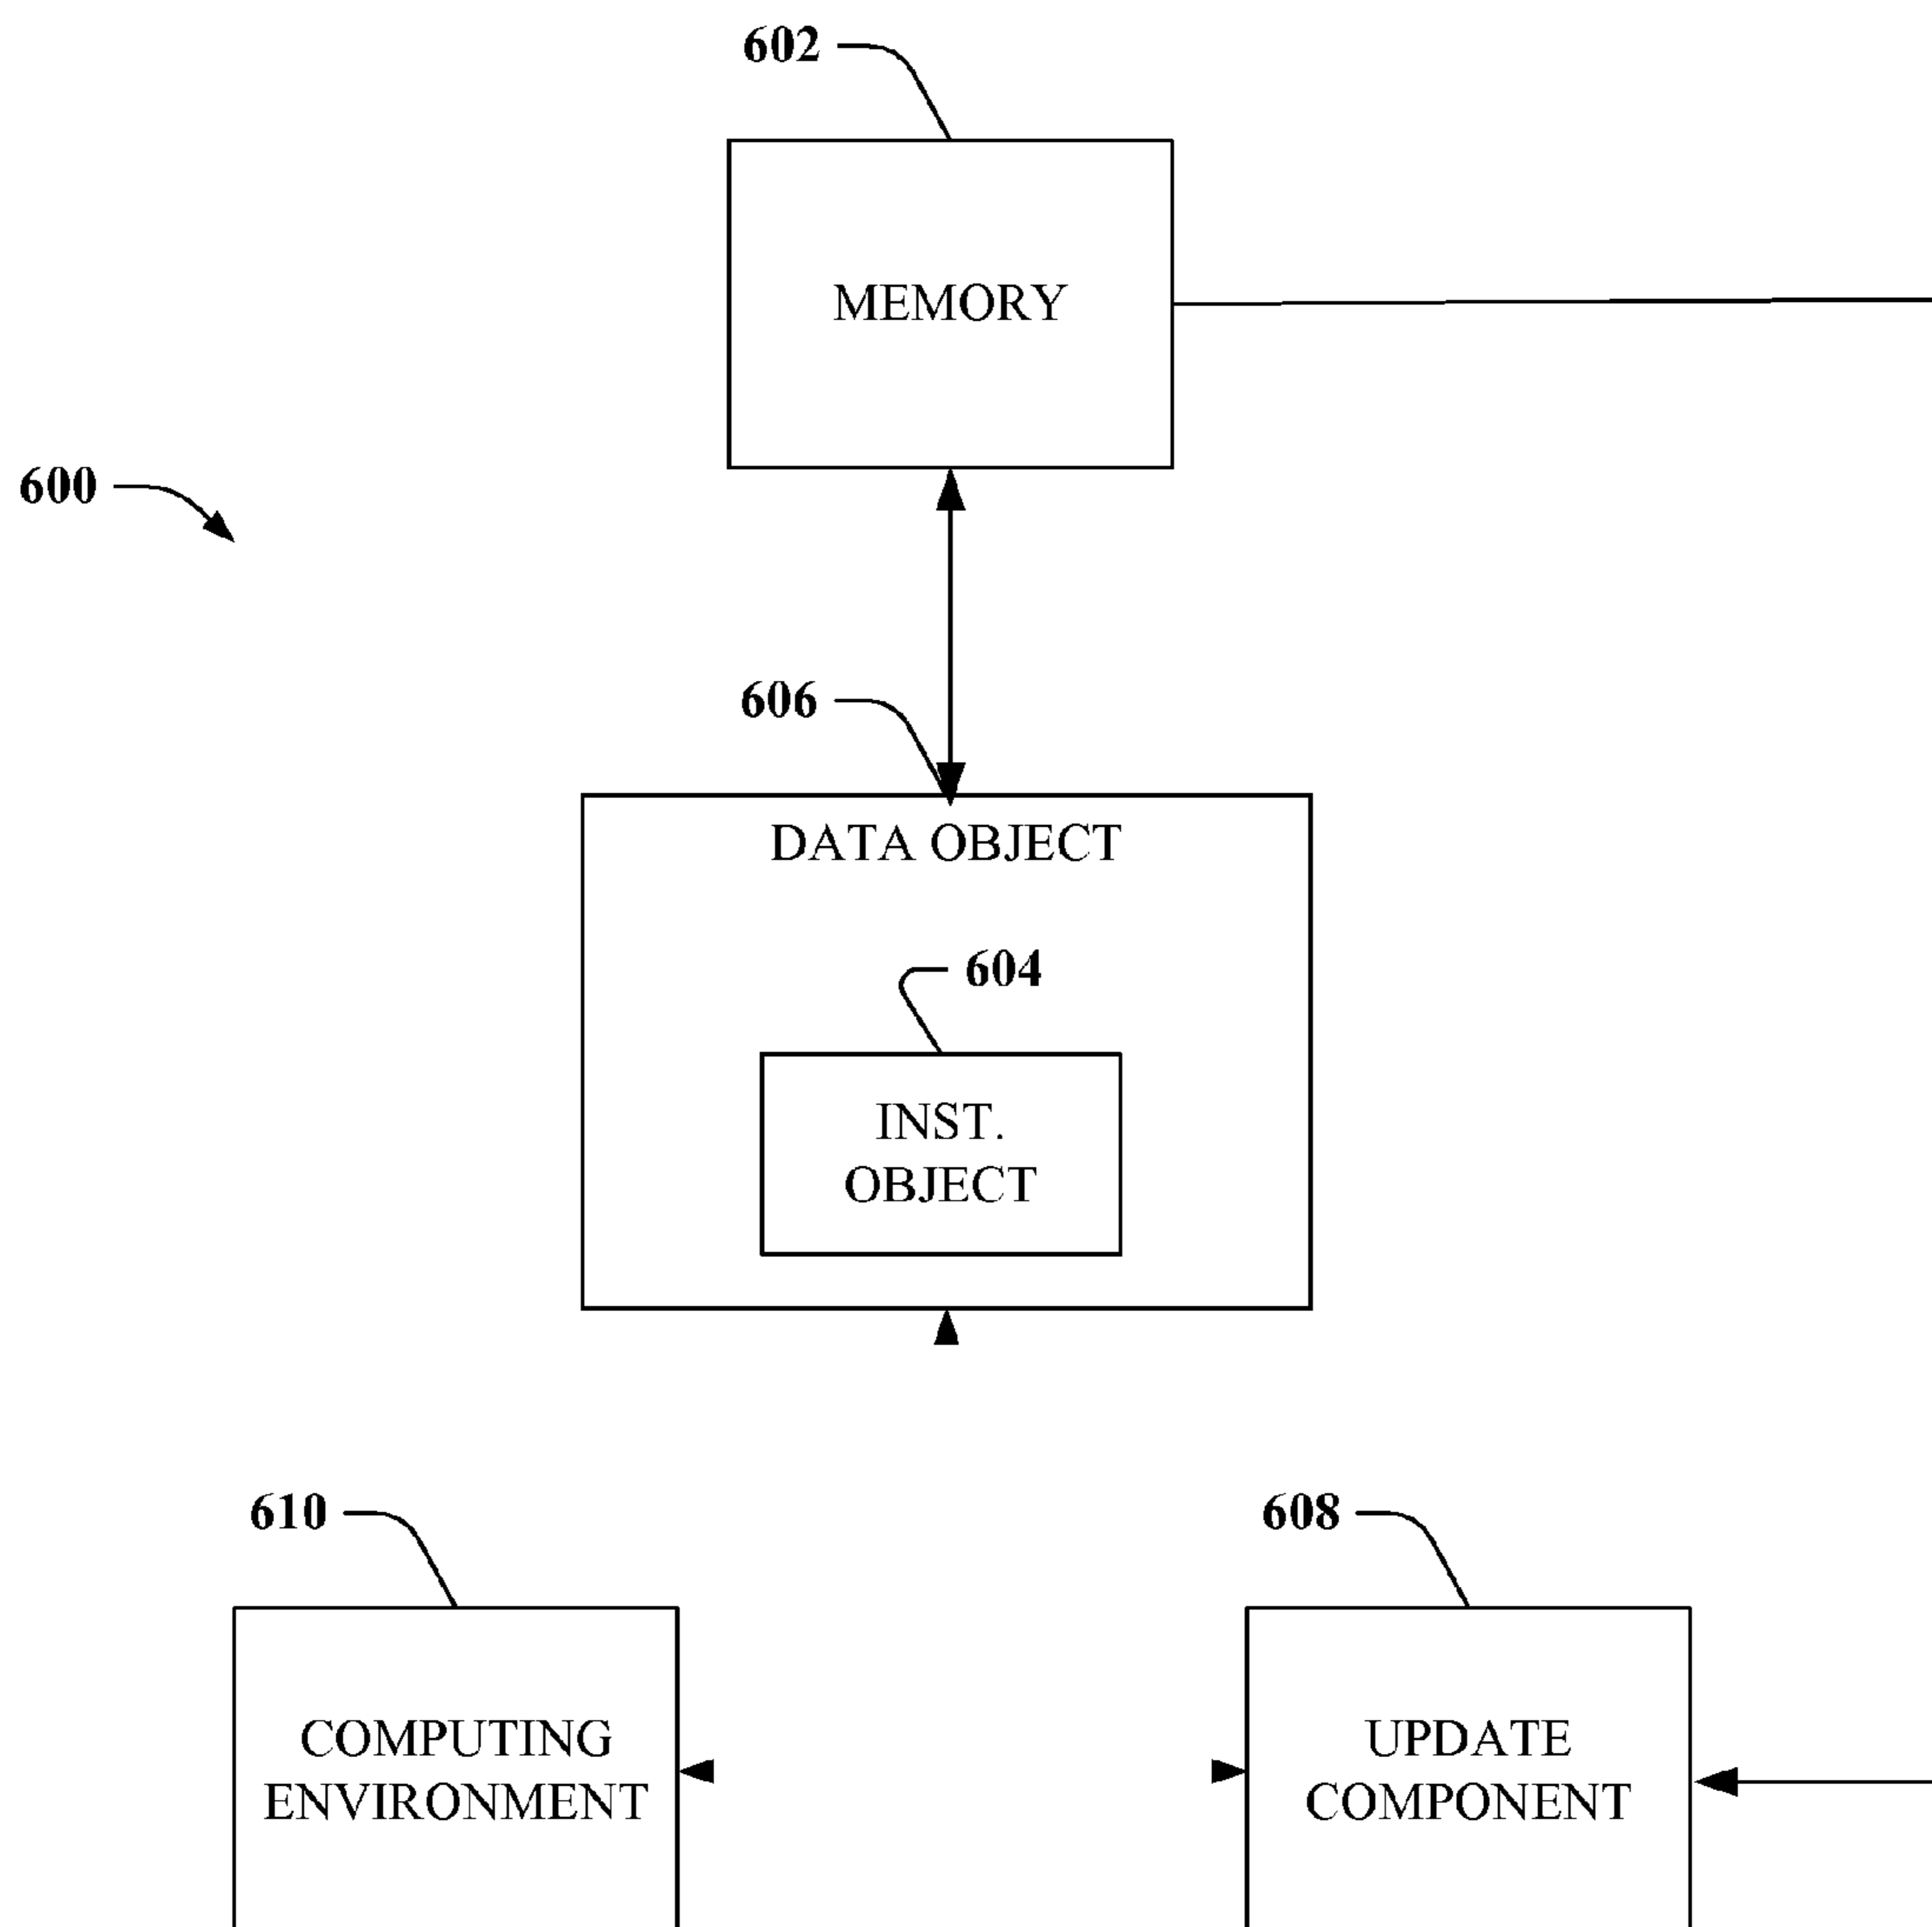 602
MEMORY
600
606
DATA OBJECT
604
INST.
OBJECT
610
608
COMPUTING
ENVIRONMENT
UPDATE
COMPONENT